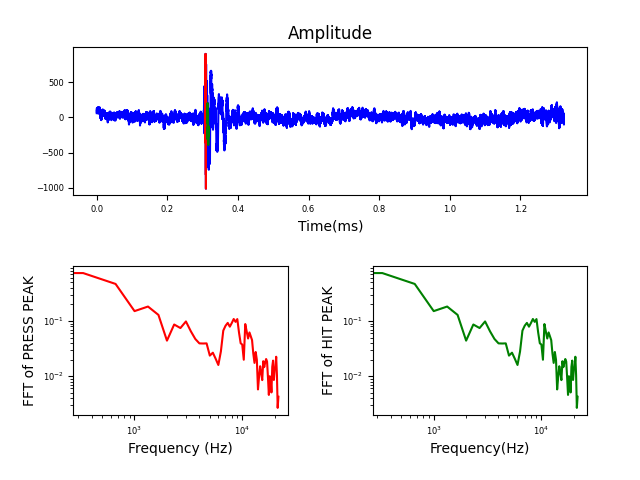 Amplitude
500
0
−500
−1000
0.0 0.2 0.4 0.6 0.8 1.0 1.2
Time(ms)
FFT of PRESS PEAK
10⁻¹
10⁻²
10³ 10⁴
Frequency (Hz)
FFT of HIT PEAK
10⁻¹
10⁻²
10³ 10⁴
Frequency(Hz)